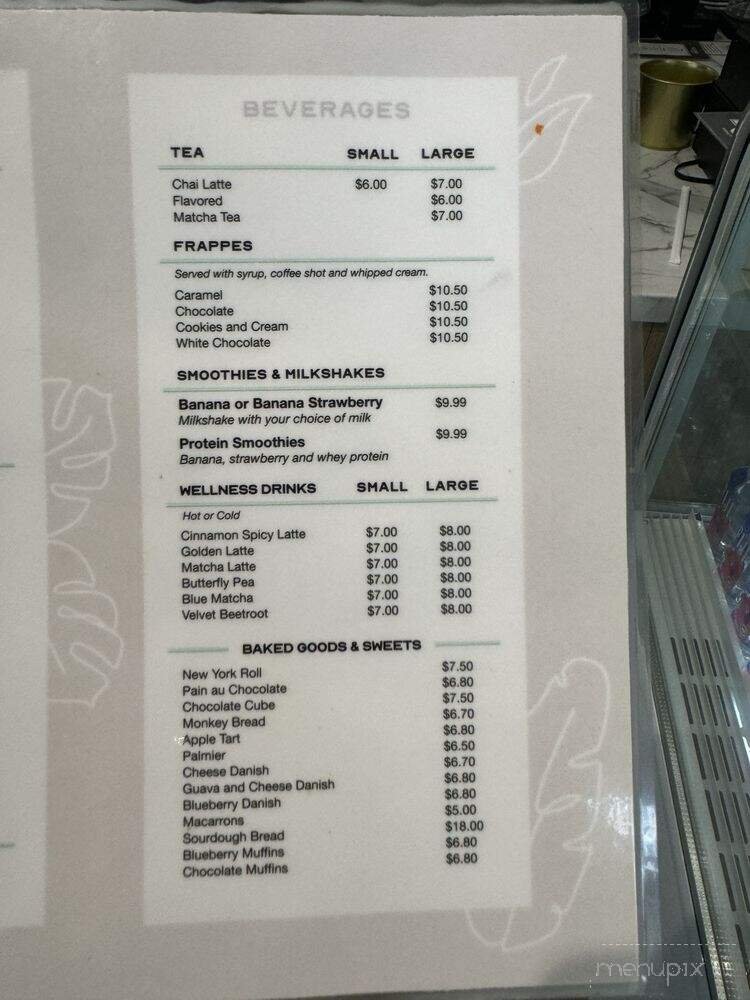 BEVERAGES
TEA SMALL LARGE
Chai Latte $6.00 $7.00
Flavored $6.00
Matcha Tea $7.00
FRAPPES
Served with syrup, coffee shot and whipped cream.
Caramel $10.50
Chocolate $10.50
Cookies and Cream $10.50
White Chocolate $10.50
SMOOTHIES & MILKSHAKES
Banana or Banana Strawberry $9.99
Milkshake with your choice of milk
Protein Smoothies $9.99
Banana, strawberry and whey protein
WELLNESS DRINKS SMALL LARGE
Hot or Cold
Cinnamon Spicy Latte $7.00 $8.00
Golden Latte $7.00 $8.00
Matcha Latte $7.00 $8.00
Butterfly Pea $7.00 $8.00
Blue Matcha $7.00 $8.00
Velvet Beetroot $7.00 $8.00
BAKED GOODS & SWEETS
New York Roll $7.50
Pain au Chocolate $6.80
Chocolate Cube $7.50
Monkey Bread $6.70
Apple Tart $6.80
Palmier $6.50
Cheese Danish $6.70
Guava and Cheese Danish $6.80
Blueberry Danish $6.80
Macarrons $5.00
Sourdough Bread $18.00
Blueberry Muffins $6.80
Chocolate Muffins $6.80
menupix